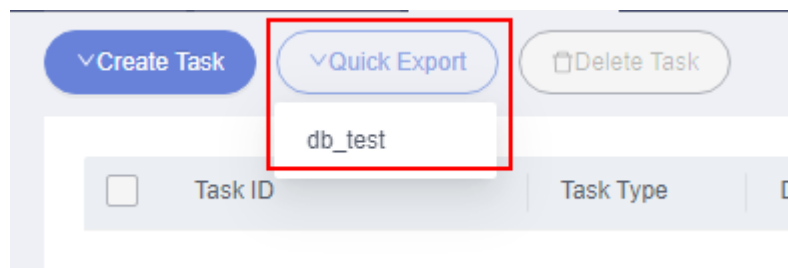 Create Task Quick Export Delete Task
db_test
Task ID Task Type